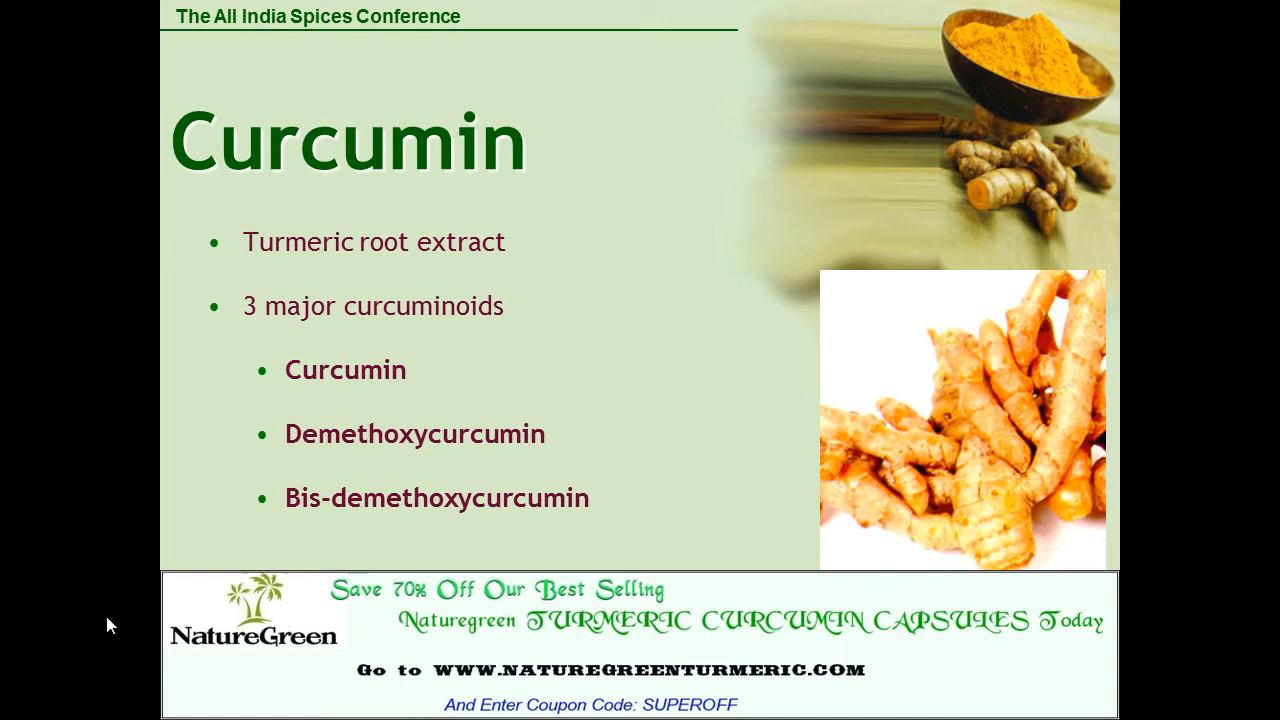 The All India Spices Conference
Curcumin
• Turmeric root extract
• 3 major curcuminoids
• Curcumin
• Demethoxycurcumin
• Bis-demethoxycurcumin
NatureGreen
Save 70% Off Our Best Selling
Naturegreen TURMERIC CURCUMIN CAPSULES Today
Go to WWW.NATUREGREENTURMERIC.COM
And Enter Coupon Code: SUPEROFF